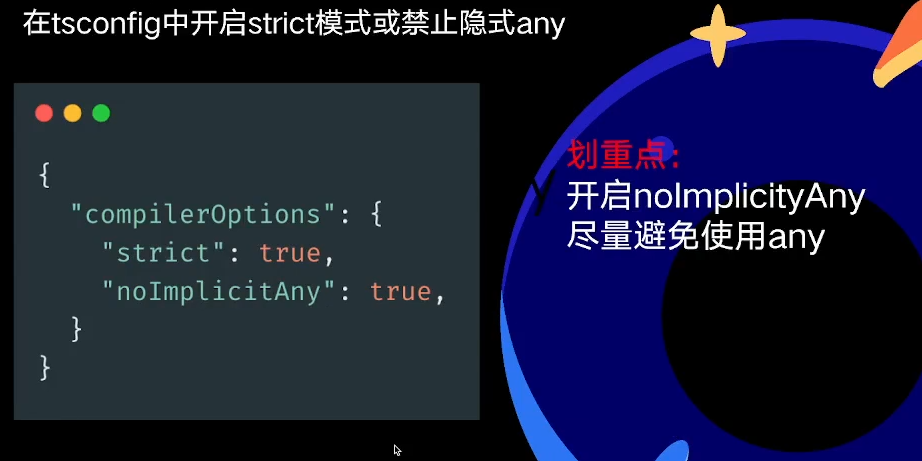 在tsconfig中开启strict模式或禁止隐式any
{
"compilerOptions": {
"strict": true,
"noImplicitAny": true,
}
}
y
划重点：
开启noImplicityAny
尽量避免使用any